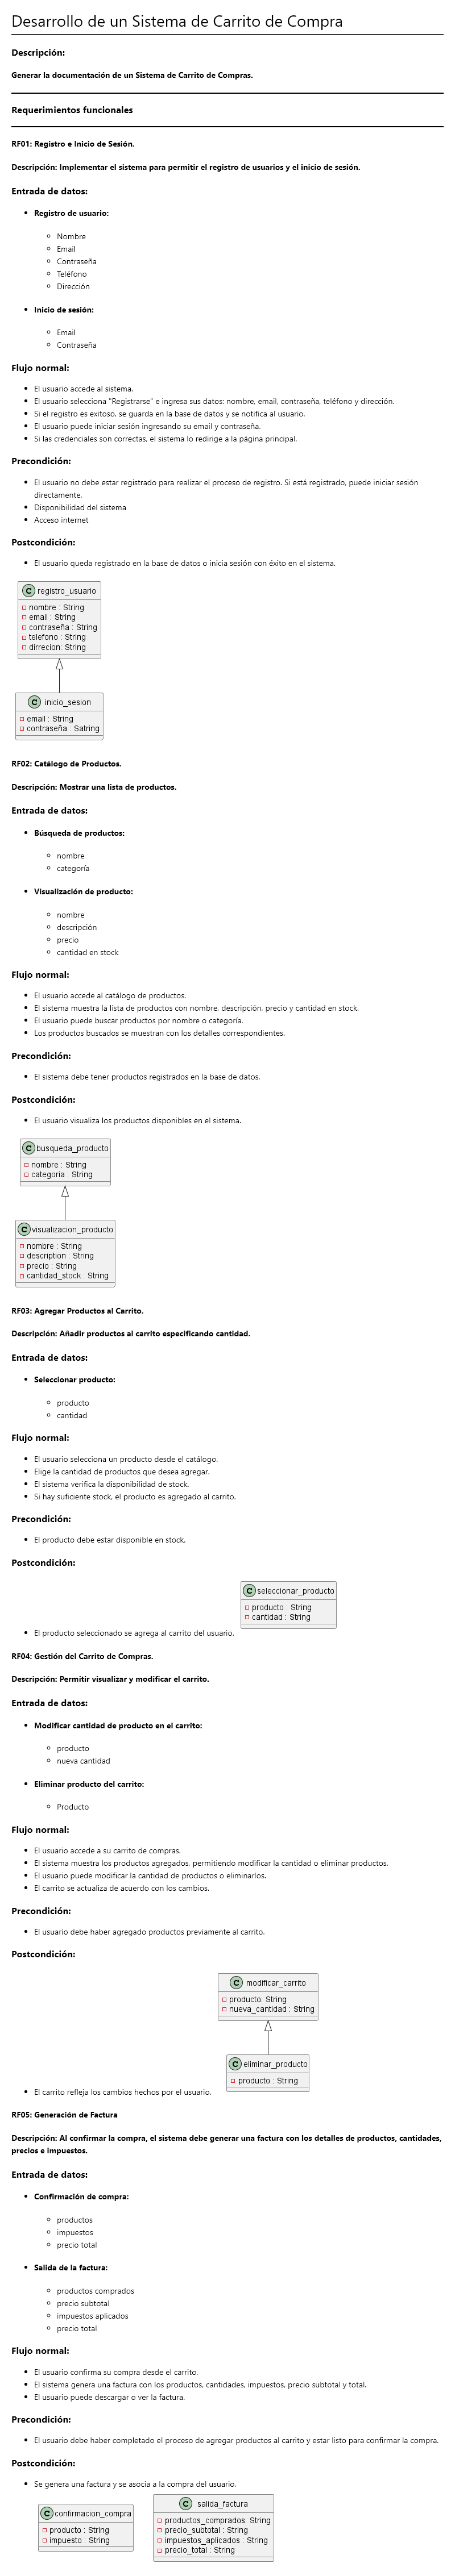 Desarrollo de un Sistema de Carrito de Compra
Descripción:
Generar la documentación de un Sistema de Carrito de Compras.
Requerimientos funcionales
RF01: Registro e Inicio de Sesión.
Descripción: Implementar el sistema para permitir el registro de usuarios y el inicio de sesión.
Entrada de datos:
Registro de usuario:
Nombre
Email
Contraseña
Teléfono
Dirección
Inicio de sesión:
Email
Contraseña
Flujo normal:
El usuario accede al sistema.
El usuario selecciona "Registrarse" e ingresa sus datos: nombre, email, contraseña, teléfono y dirección.
Si el registro es exitoso, se guarda en la base de datos y se notifica al usuario.
El usuario puede iniciar sesión ingresando su email y contraseña.
Si las credenciales son correctas, el sistema lo redirige a la página principal.
Precondición:
El usuario no debe estar registrado para realizar el proceso de registro. Si está registrado, puede iniciar sesión
directamente.
Disponibilidad del sistema
Acceso internet
Postcondición:
El usuario queda registrado en la base de datos o inicia sesión con éxito en el sistema.
C registro_usuario
nombre : String
email : String
contraseña : String
telefono : String
dirrecion: String
C inicio_sesion
email : String
contraseña : Satring
RF02: Catálogo de Productos.
Descripción: Mostrar una lista de productos.
Entrada de datos:
Búsqueda de productos:
nombre
categoría
Visualización de producto:
nombre
descripción
precio
cantidad en stock
Flujo normal:
El usuario accede al catálogo de productos.
El sistema muestra la lista de productos con nombre, descripción, precio y cantidad en stock.
El usuario puede buscar productos por nombre o categoría.
Los productos buscados se muestran con los detalles correspondientes.
Precondición:
El sistema debe tener productos registrados en la base de datos.
Postcondición:
El usuario visualiza los productos disponibles en el sistema.
C busqueda_producto
nombre : String
categoria : String
C visualizacion_producto
nombre : String
description : String
precio : String
cantidad_stock : String
RF03: Agregar Productos al Carrito.
Descripción: Añadir productos al carrito especificando cantidad.
Entrada de datos:
Seleccionar producto:
producto
cantidad
Flujo normal:
El usuario selecciona un producto desde el catálogo.
Elige la cantidad de productos que desea agregar.
El sistema verifica la disponibilidad de stock.
Si hay suficiente stock, el producto es agregado al carrito.
Precondición:
El producto debe estar disponible en stock.
Postcondición:
C seleccionar_producto
producto : String
cantidad : String
El producto seleccionado se agrega al carrito del usuario.
RF04: Gestión del Carrito de Compras.
Descripción: Permitir visualizar y modificar el carrito.
Entrada de datos:
Modificar cantidad de producto en el carrito:
producto
nueva cantidad
Eliminar producto del carrito:
Producto
Flujo normal:
El usuario accede a su carrito de compras.
El sistema muestra los productos agregados, permitiendo modificar la cantidad o eliminar productos.
El usuario puede modificar la cantidad de productos o eliminarlos.
El carrito se actualiza de acuerdo con los cambios.
Precondición:
El usuario debe haber agregado productos previamente al carrito.
Postcondición:
C modificar_carrito
producto: String
nueva_cantidad : String
C eliminar_producto
producto : String
El carrito refleja los cambios hechos por el usuario.
RF05: Generación de Factura
Descripción: Al confirmar la compra, el sistema debe generar una factura con los detalles de productos, cantidades,
precios e impuestos.
Entrada de datos:
Confirmación de compra:
productos
impuestos
precio total
Salida de la factura:
productos comprados
precio subtotal
impuestos aplicados
precio total
Flujo normal:
El usuario confirma su compra desde el carrito.
El sistema genera una factura con los productos, cantidades, impuestos, precio subtotal y total.
El usuario puede descargar o ver la factura.
Precondición:
El usuario debe haber completado el proceso de agregar productos al carrito y estar listo para confirmar la compra.
Postcondición:
Se genera una factura y se asocia a la compra del usuario.
C confirmacion_compra
producto : String
impuesto : String
C salida_factura
productos_comprados: String
precio_subtotal : String
impuestos_aplicados : String
precio_total : String